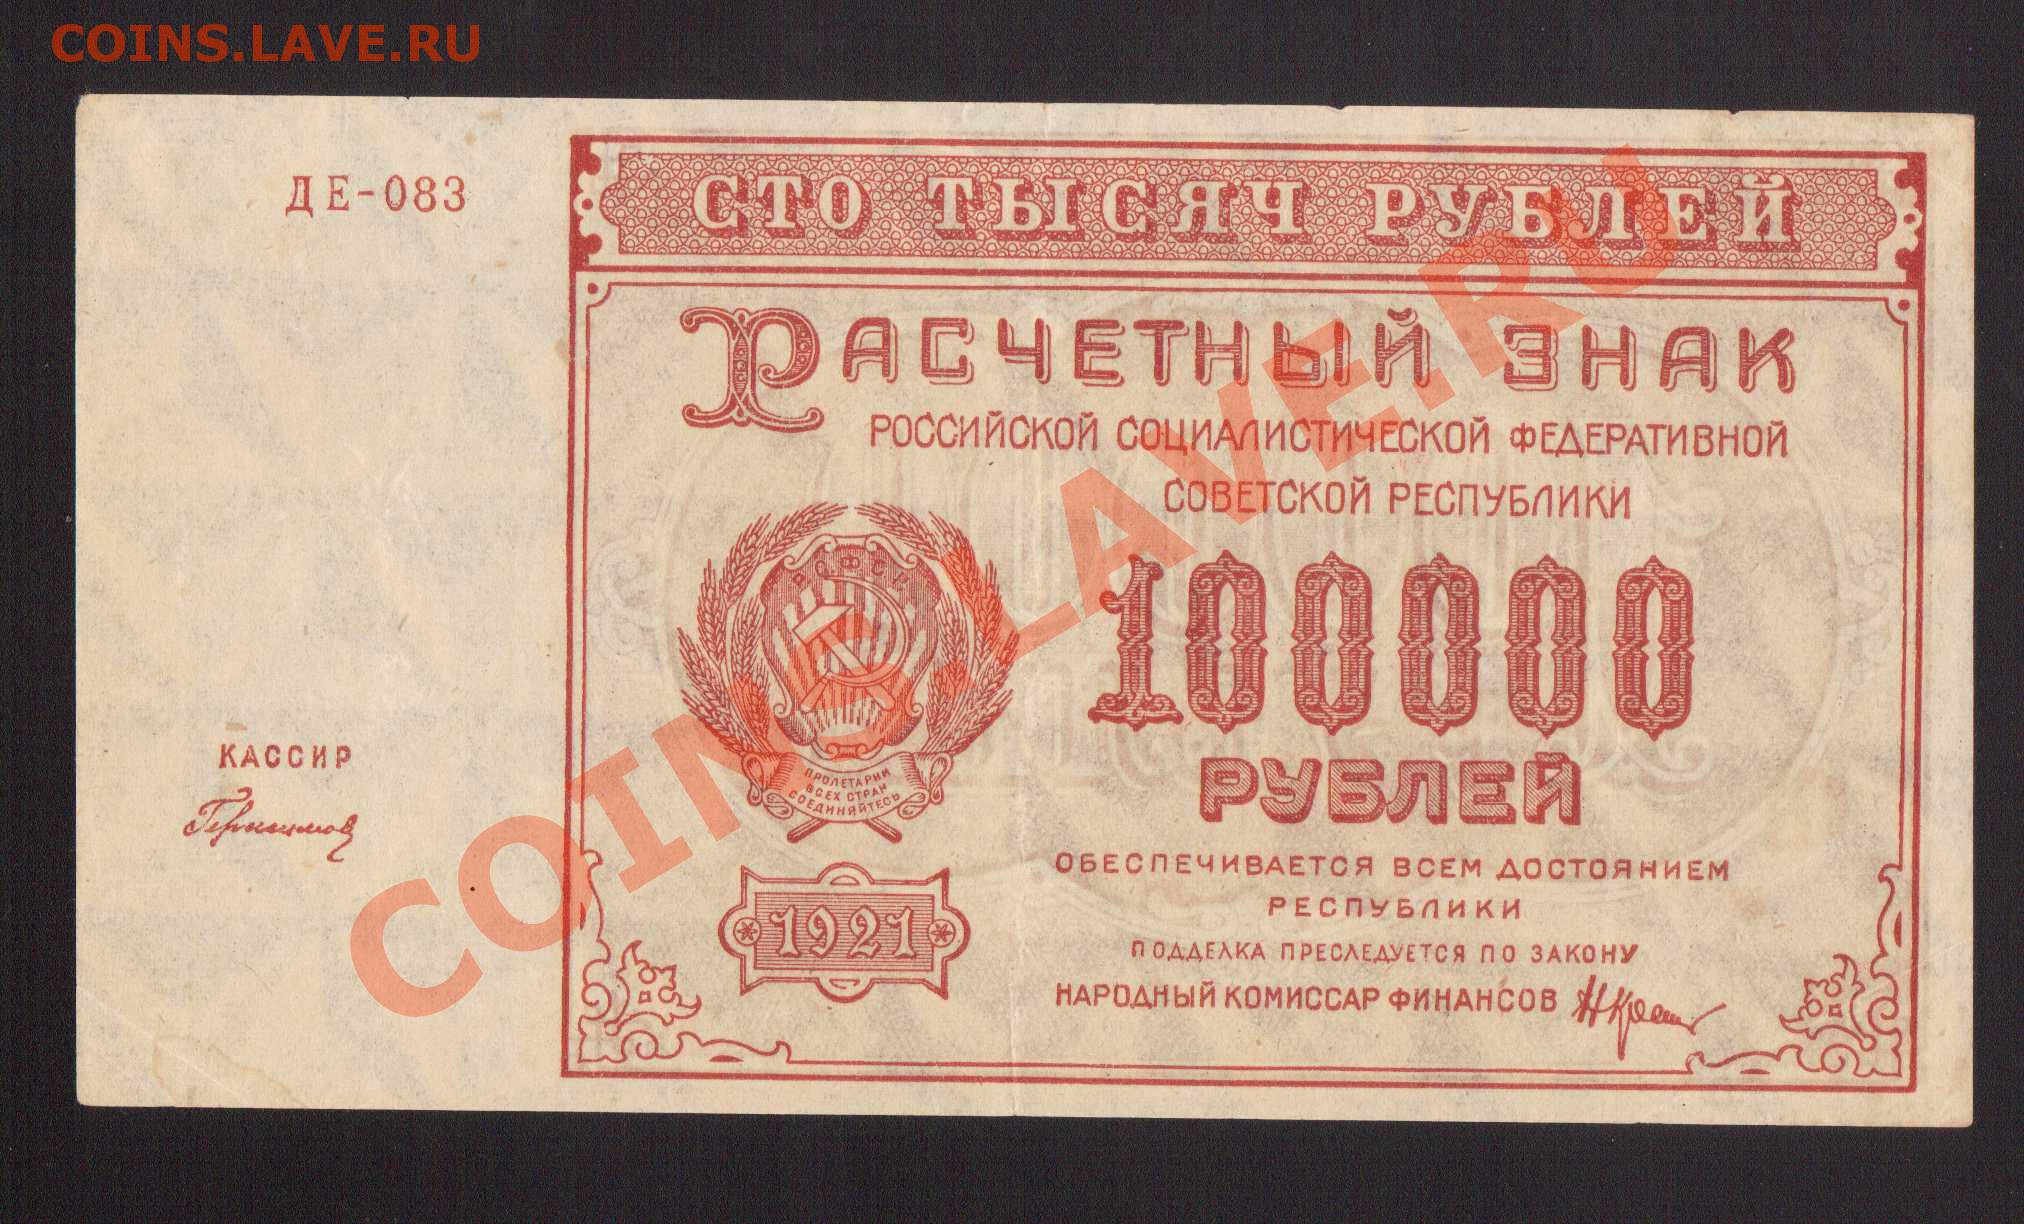 COINS.LAVE.RU
ДЕ-083
СТО ТЫСЯЧ РУБЛЕЙ
РАСЧЕТНЫЙ ЗНАК
РОССИЙСКОЙ СОЦИАЛИСТИЧЕСКОЙ ФЕДЕРАТИВНОЙ
СОВЕТСКОЙ РЕСПУБЛИКИ
Р.С.Ф.С.Р.
100000
РУБЛЕЙ
ПРОЛЕТАРИИ
ВСЕХ СТРАН
СОЕДИНЯЙТЕСЬ
КАССИР
Герасимов
1921
ОБЕСПЕЧИВАЕТСЯ ВСЕМ ДОСТОЯНИЕМ
РЕСПУБЛИКИ
ПОДДЕЛКА ПРЕСЛЕДУЕТСЯ ПО ЗАКОНУ
НАРОДНЫЙ КОМИССАР ФИНАНСОВ
COINS.LAVE.RU